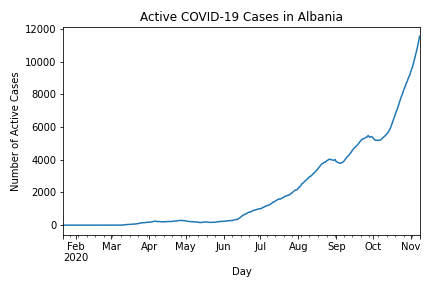 Active COVID-19 Cases in Albania
Number of Active Cases
12000
10000
8000
6000
4000
2000
0
Feb Mar Apr May Jun Jul Aug Sep Oct Nov
2020
Day